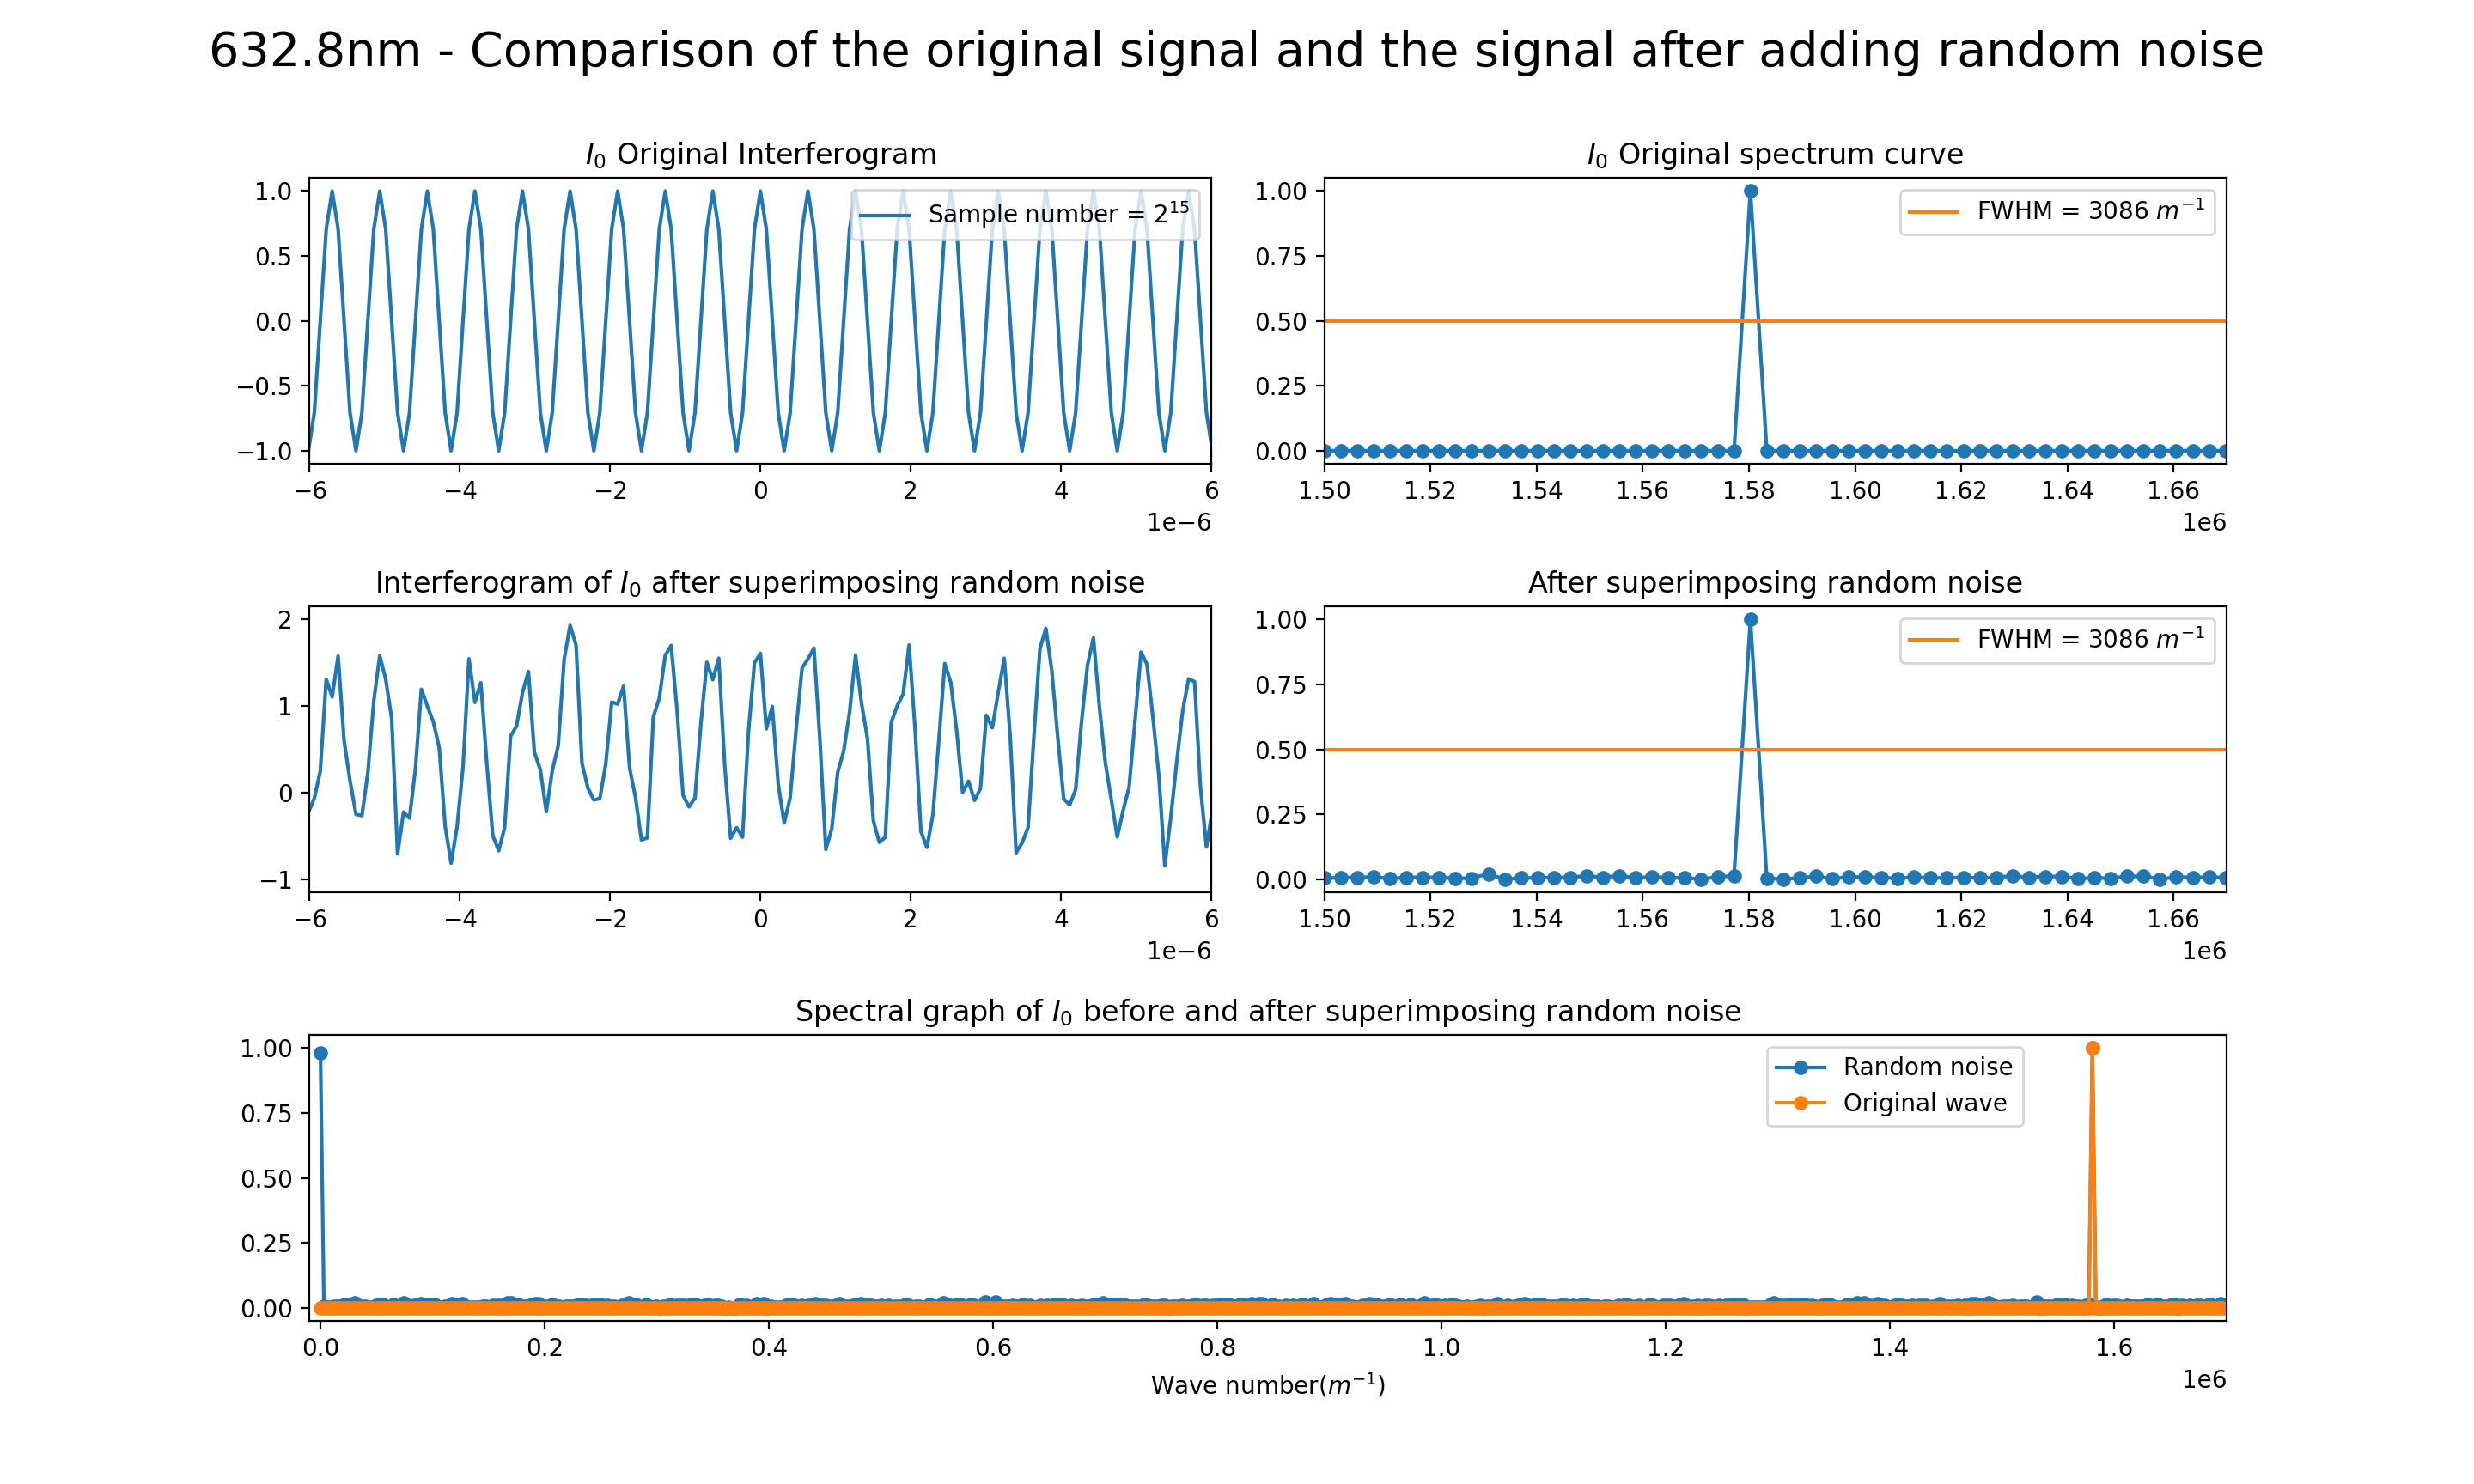 632.8nm - Comparison of the original signal and the signal after adding random noise
I₀ Original Interferogram
1.0
0.5
0.0
−0.5
−1.0
Sample number = 2¹⁵
−6 −4 −2 0 2 4 6
1e−6
I₀ Original spectrum curve
1.00
0.75
0.50
0.25
0.00
FWHM = 3086 m⁻¹
1.50 1.52 1.54 1.56 1.58 1.60 1.62 1.64 1.66
1e6
Interferogram of I₀ after superimposing random noise
2
1
0
−1
−6 −4 −2 0 2 4 6
1e−6
After superimposing random noise
1.00
0.75
0.50
0.25
0.00
FWHM = 3086 m⁻¹
1.50 1.52 1.54 1.56 1.58 1.60 1.62 1.64 1.66
1e6
Spectral graph of I₀ before and after superimposing random noise
1.00
0.75
0.50
0.25
0.00
Random noise
Original wave
0.0 0.2 0.4 0.6 0.8 1.0 1.2 1.4 1.6
1e6
Wave number(m⁻¹)